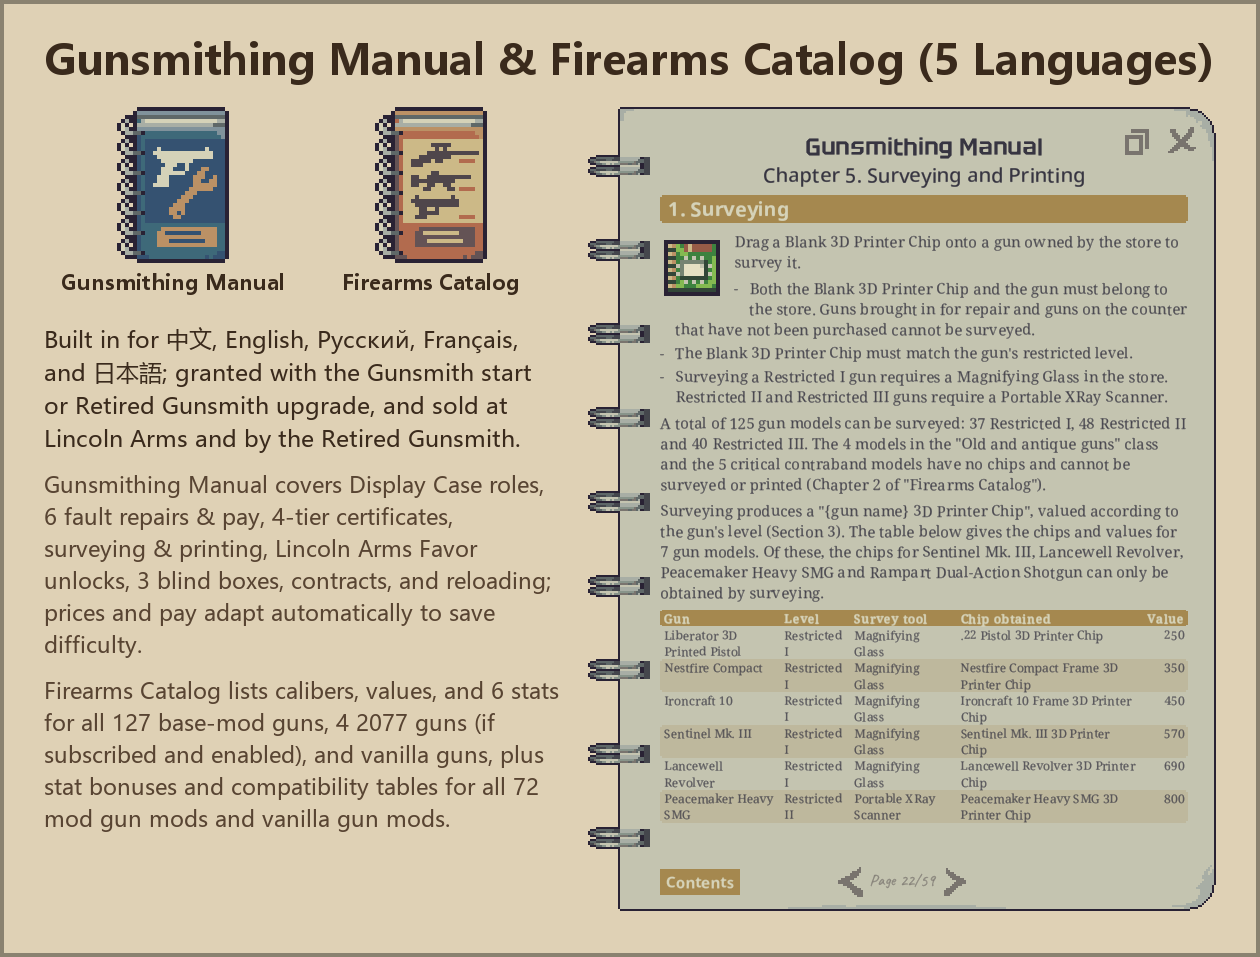 Gunsmithing Manual & Firearms Catalog (5 Languages)
Gunsmithing Manual
Firearms Catalog
Built in for 中文, English, Русский, Français,
and 日本語; granted with the Gunsmith start
or Retired Gunsmith upgrade, and sold at
Lincoln Arms and by the Retired Gunsmith.
Gunsmithing Manual covers Display Case roles,
6 fault repairs & pay, 4-tier certificates,
surveying & printing, Lincoln Arms Favor
unlocks, 3 blind boxes, contracts, and reloading;
prices and pay adapt automatically to save
difficulty.
Firearms Catalog lists calibers, values, and 6 stats
for all 127 base-mod guns, 4 2077 guns (if
subscribed and enabled), and vanilla guns, plus
stat bonuses and compatibility tables for all 72
mod gun mods and vanilla gun mods.
Gunsmithing Manual
Chapter 5. Surveying and Printing
1. Surveying
Drag a Blank 3D Printer Chip onto a gun owned by the store to
survey it.
- Both the Blank 3D Printer Chip and the gun must belong to
the store. Guns brought in for repair and guns on the counter
that have not been purchased cannot be surveyed.
- The Blank 3D Printer Chip must match the gun's restricted level.
- Surveying a Restricted I gun requires a Magnifying Glass in the store.
Restricted II and Restricted III guns require a Portable XRay Scanner.
A total of 125 gun models can be surveyed: 37 Restricted I, 48 Restricted II
and 40 Restricted III. The 4 models in the "Old and antique guns" class
and the 5 critical contraband models have no chips and cannot be
surveyed or printed (Chapter 2 of "Firearms Catalog").
Surveying produces a "{gun name} 3D Printer Chip", valued according to
the gun's level (Section 3). The table below gives the chips and values for
7 gun models. Of these, the chips for Sentinel Mk. III, Lancewell Revolver,
Peacemaker Heavy SMG and Rampart Dual-Action Shotgun can only be
obtained by surveying.
Gun Level Survey tool Chip obtained Value
Liberator 3D Restricted Magnifying .22 Pistol 3D Printer Chip 250
Printed Pistol I Glass
Nestfire Compact Restricted Magnifying Nestfire Compact Frame 3D 350
I Glass Printer Chip
Ironcraft 10 Restricted Magnifying Ironcraft 10 Frame 3D Printer 450
I Glass Chip
Sentinel Mk. III Restricted Magnifying Sentinel Mk. III 3D Printer 570
I Glass Chip
Lancewell Restricted Magnifying Lancewell Revolver 3D Printer 690
Revolver I Glass Chip
Peacemaker Heavy Restricted Portable XRay Peacemaker Heavy SMG 3D 800
SMG II Scanner Printer Chip
Contents
Page 22/59